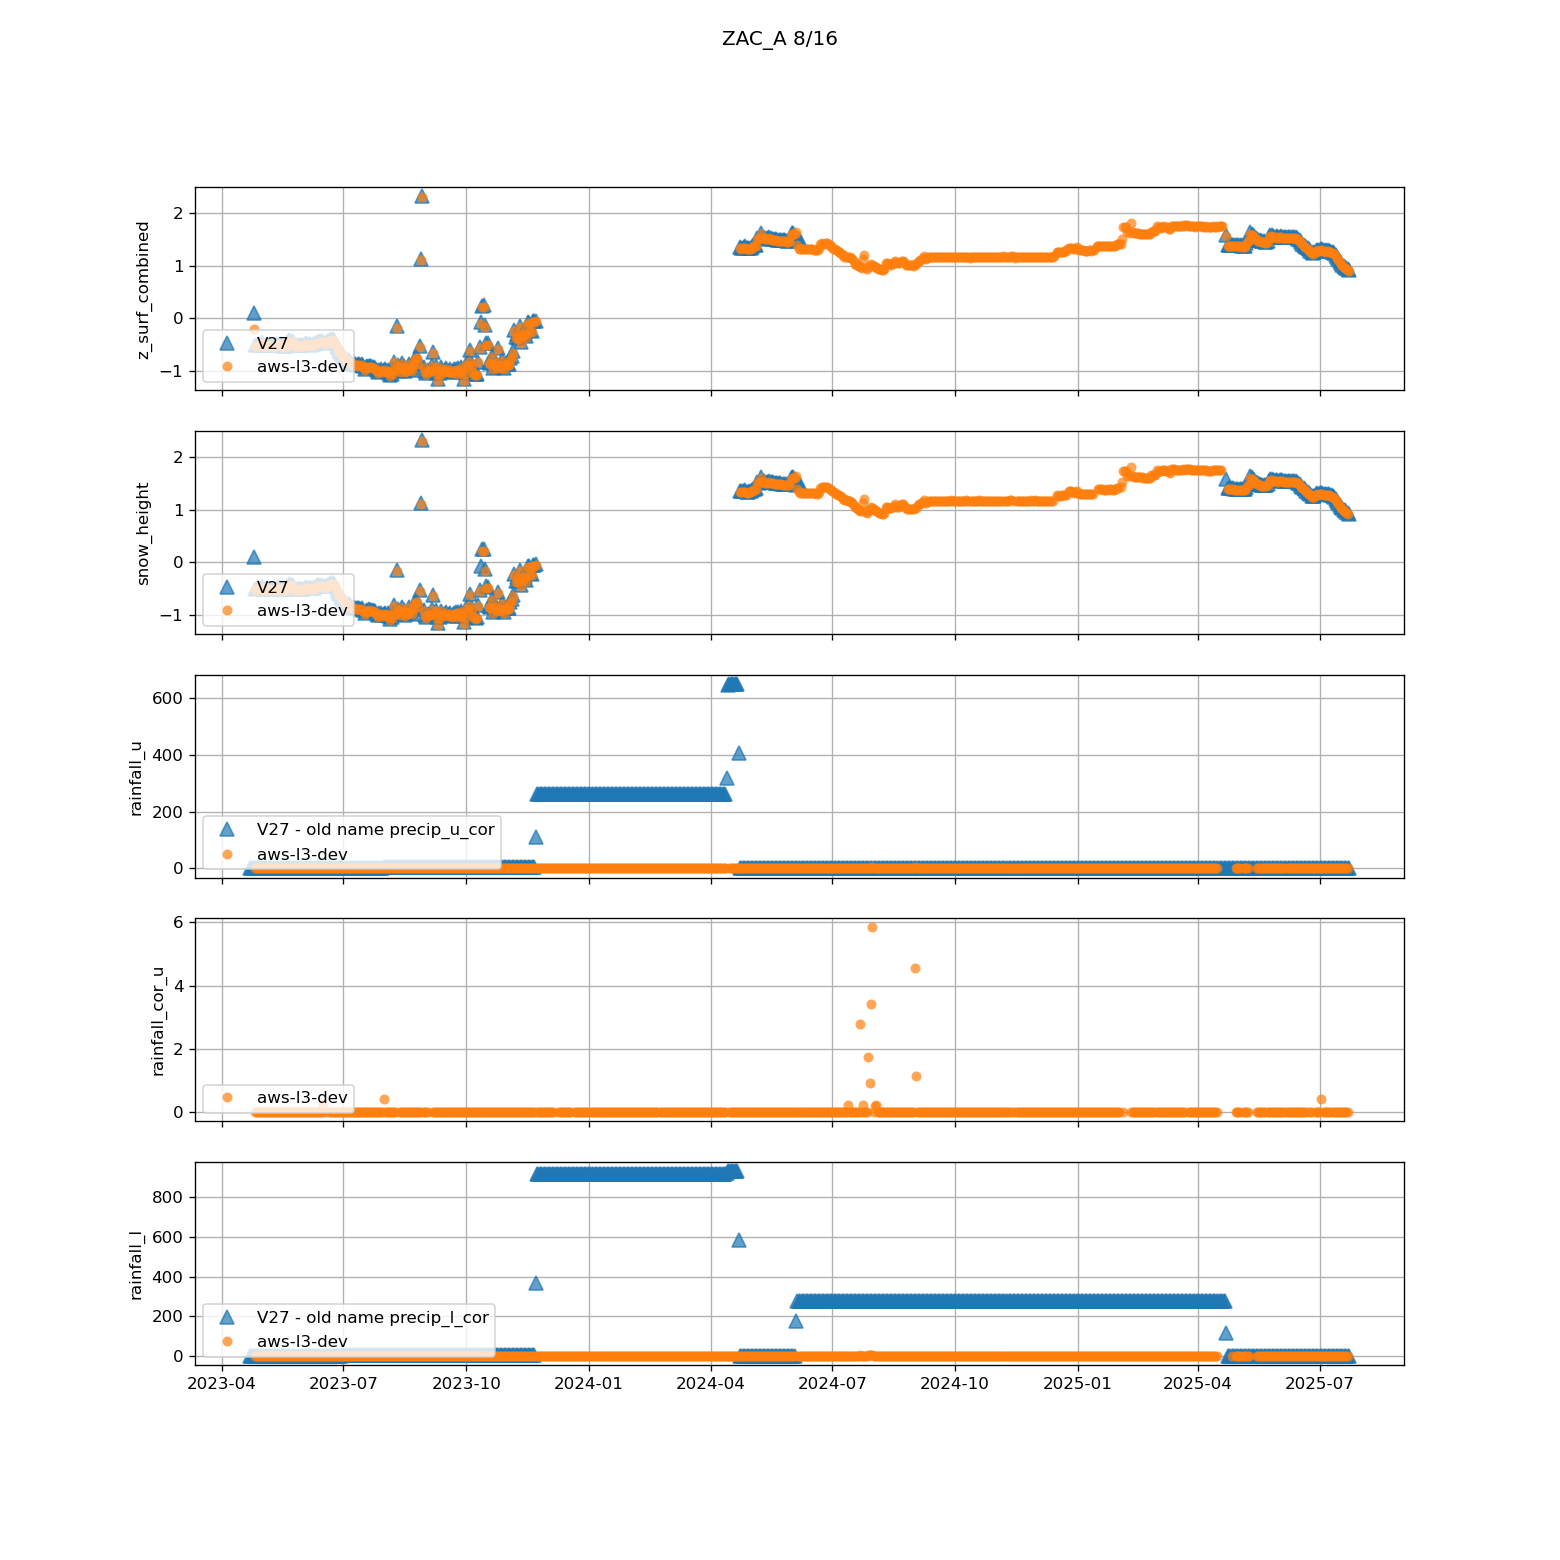 ZAC_A 8/16
z_surf_combined
2
1
0
−1
V27
aws-l3-dev
snow_height
2
1
0
−1
V27
aws-l3-dev
rainfall_u
600
400
200
0
V27 - old name precip_u_cor
aws-l3-dev
rainfall_cor_u
6
4
2
0
aws-l3-dev
rainfall_l
800
600
400
200
0
V27 - old name precip_l_cor
aws-l3-dev
2023-04 2023-07 2023-10 2024-01 2024-04 2024-07 2024-10 2025-01 2025-04 2025-07